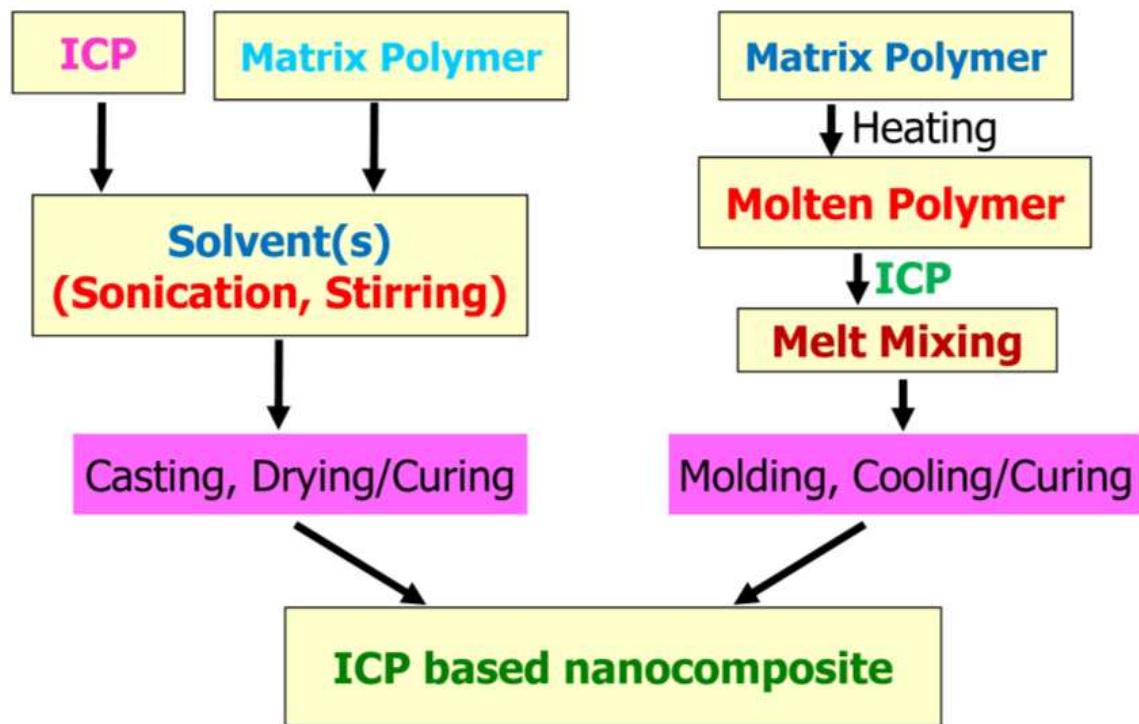 ICP
Matrix Polymer
Solvent(s)
(Sonication, Stirring)
Casting, Drying/Curing
Matrix Polymer
Heating
Molten Polymer
ICP
Melt Mixing
Molding, Cooling/Curing
ICP based nanocomposite